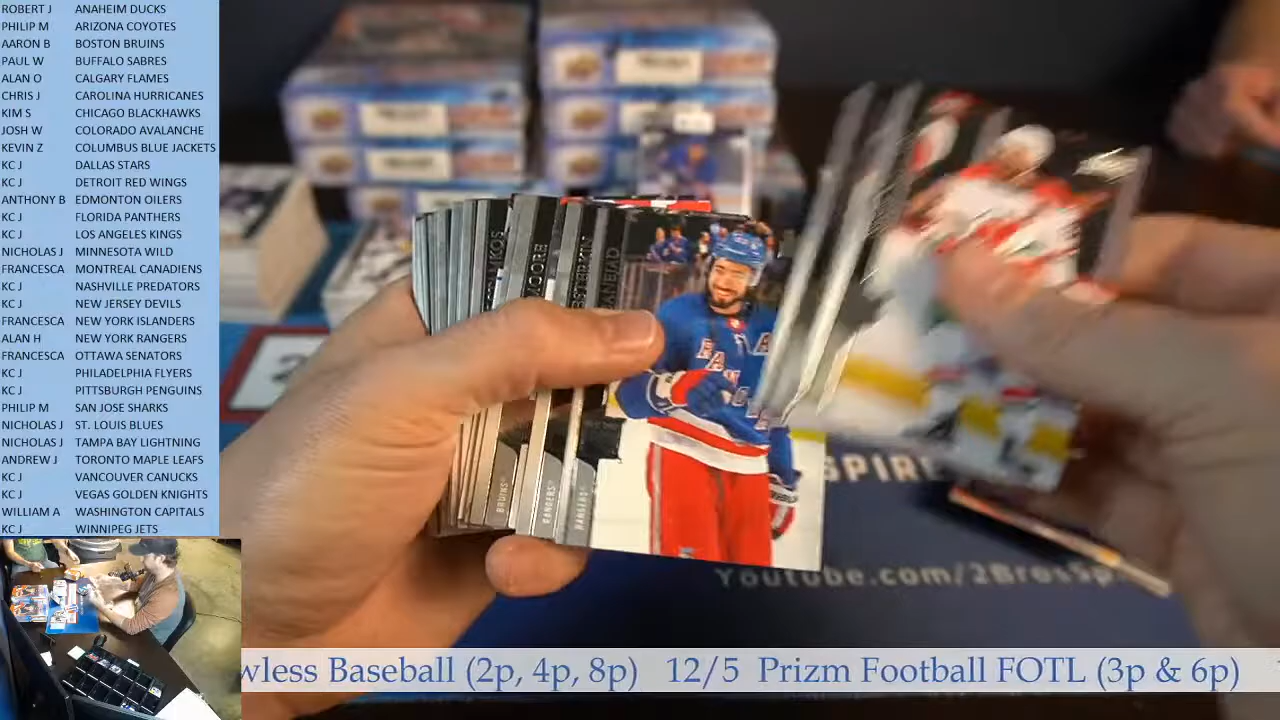 ROBERT J ANAHEIM DUCKS
PHILIP M ARIZONA COYOTES
AARON B BOSTON BRUINS
PAUL W BUFFALO SABRES
ALAN O CALGARY FLAMES
CHRIS J CAROLINA HURRICANES
KIM S CHICAGO BLACKHAWKS
JOSH W COLORADO AVALANCHE
KEVIN Z COLUMBUS BLUE JACKETS
KC J DALLAS STARS
KC J DETROIT RED WINGS
ANTHONY B EDMONTON OILERS
KC J FLORIDA PANTHERS
KC J LOS ANGELES KINGS
NICHOLAS J MINNESOTA WILD
FRANCESCA MONTREAL CANADIENS
KC J NASHVILLE PREDATORS
KC J NEW JERSEY DEVILS
FRANCESCA NEW YORK ISLANDERS
ALAN H NEW YORK RANGERS
FRANCESCA OTTAWA SENATORS
KC J PHILADELPHIA FLYERS
KC J PITTSBURGH PENGUINS
PHILIP M SAN JOSE SHARKS
NICHOLAS J ST. LOUIS BLUES
NICHOLAS J TAMPA BAY LIGHTNING
ANDREW J TORONTO MAPLE LEAFS
KC J VANCOUVER CANUCKS
KC J VEGAS GOLDEN KNIGHTS
WILLIAM A WASHINGTON CAPITALS
KC J WINNIPEG JETS
MOORE
BRUINS
RANGERS
RANGERS
SPIRE
Youtube.com/2BrosSp
wless Baseball (2p, 4p, 8p) 12/5 Prizm Football FOTL (3p & 6p)